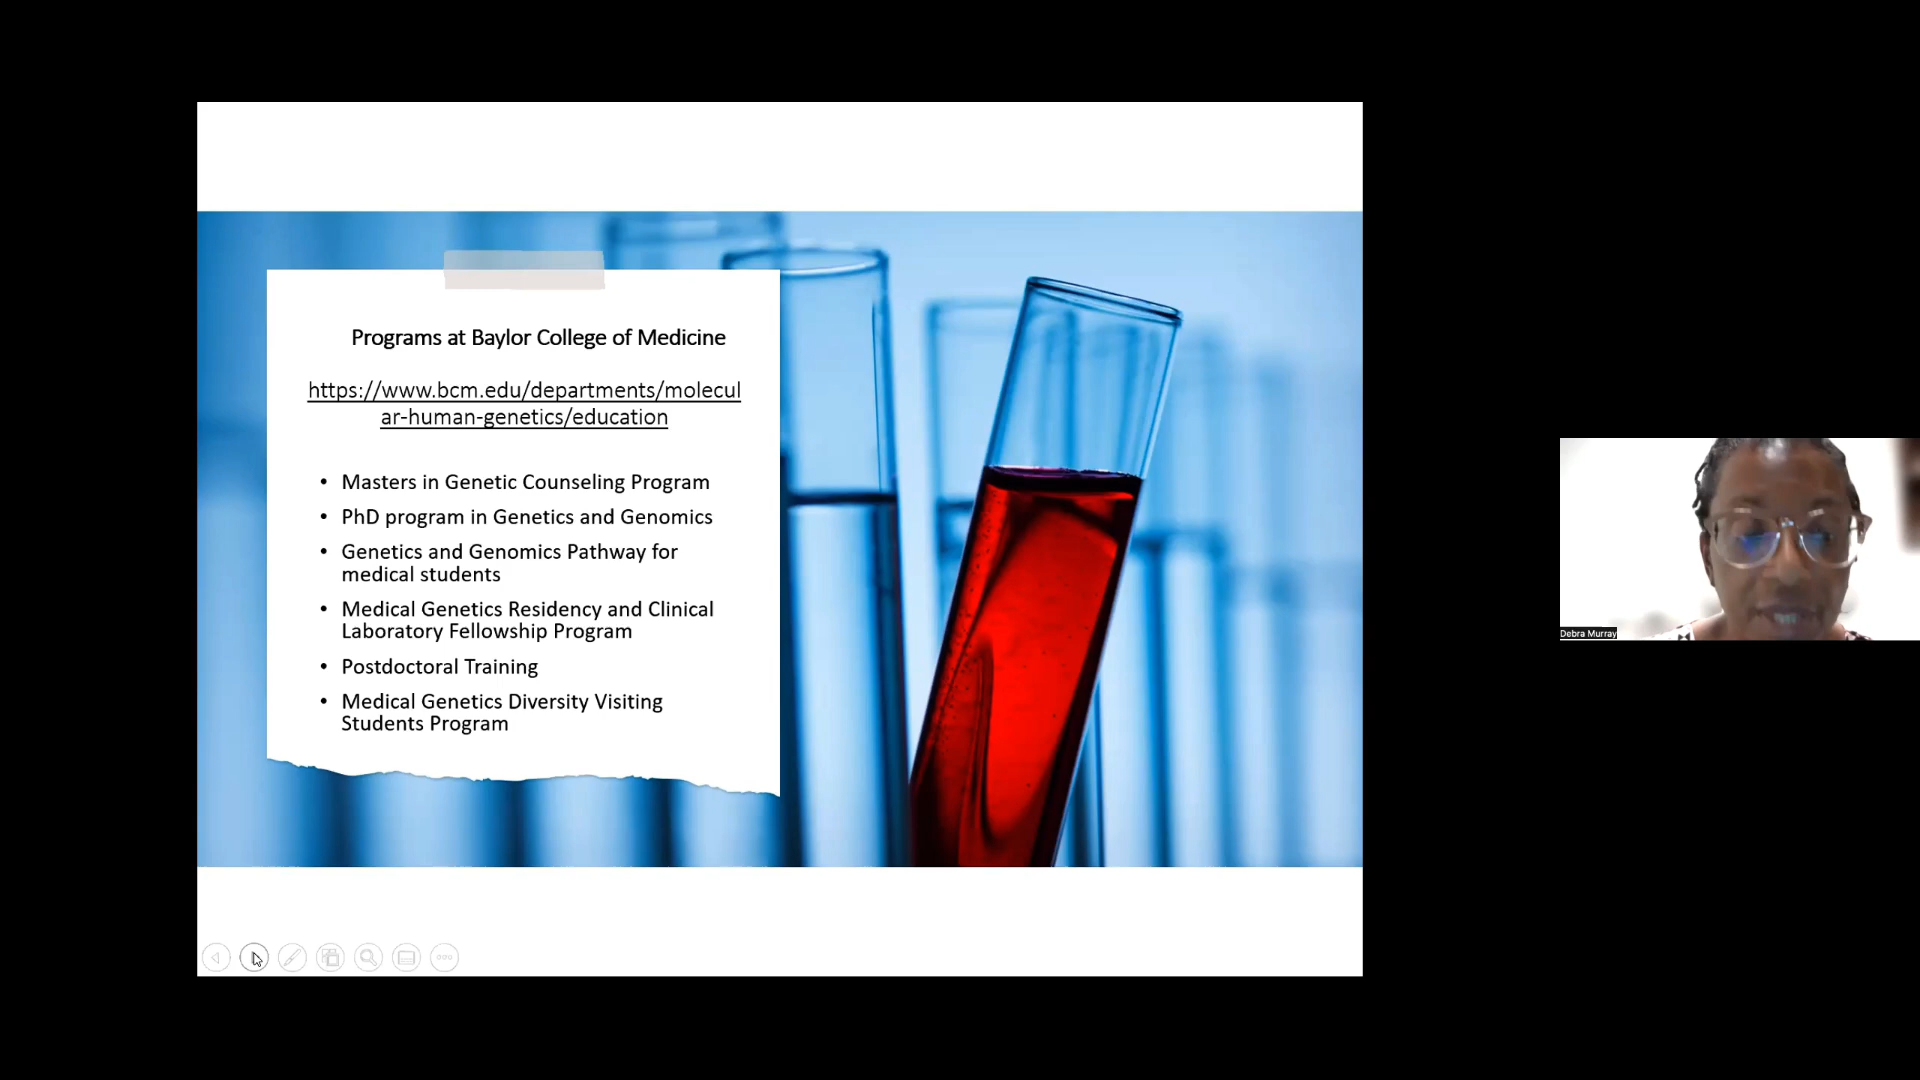 Programs at Baylor College of Medicine
https://www.bcm.edu/departments/molecul
ar-human-genetics/education
• Masters in Genetic Counseling Program
• PhD program in Genetics and Genomics
• Genetics and Genomics Pathway for
medical students
• Medical Genetics Residency and Clinical
Laboratory Fellowship Program
• Postdoctoral Training
• Medical Genetics Diversity Visiting
Students Program
Debra Murray